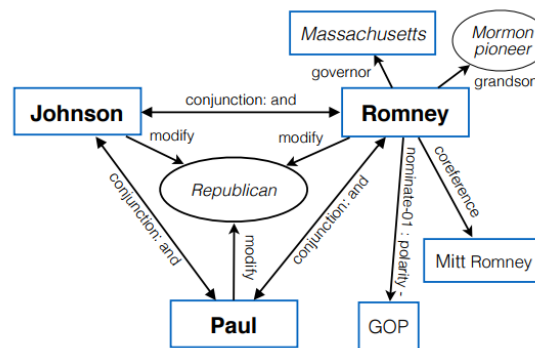 Massachusetts
Mormon
pioneer
governor
grandson
Johnson
conjunction: and
Romney
modify
modify
Republican
conjunction: and
conjunction: and
modify
nominate-01 : polarity -
coreference
Mitt Romney
Paul
GOP